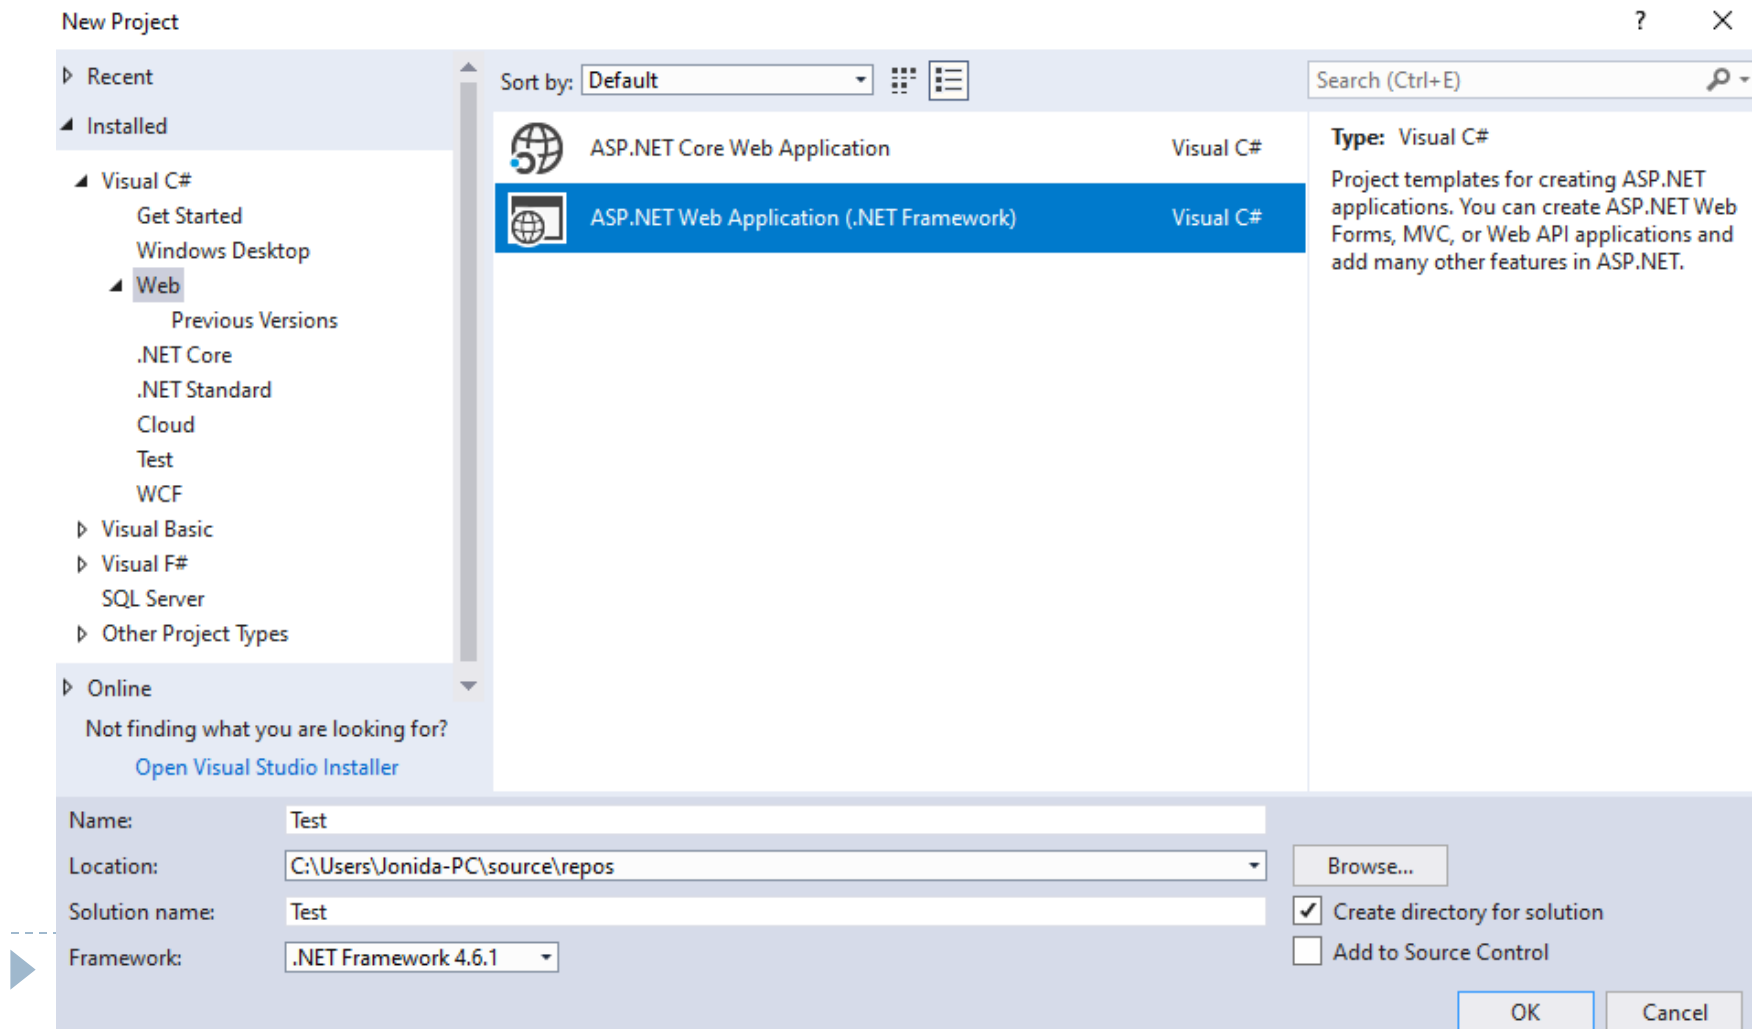 New Project
?
Recent
Installed
Visual C#
Get Started
Windows Desktop
Web
Previous Versions
.NET Core
.NET Standard
Cloud
Test
WCF
Visual Basic
Visual F#
SQL Server
Other Project Types
Online
Not finding what you are looking for?
Open Visual Studio Installer
Sort by: Default
ASP.NET Core Web Application Visual C#
ASP.NET Web Application (.NET Framework) Visual C#
Search (Ctrl+E)
Type: Visual C#
Project templates for creating ASP.NET
applications. You can create ASP.NET Web
Forms, MVC, or Web API applications and
add many other features in ASP.NET.
Name: Test
Location: C:\Users\Jonida-PC\source\repos
Browse...
Solution name: Test
Create directory for solution
Framework: .NET Framework 4.6.1
Add to Source Control
OK
Cancel